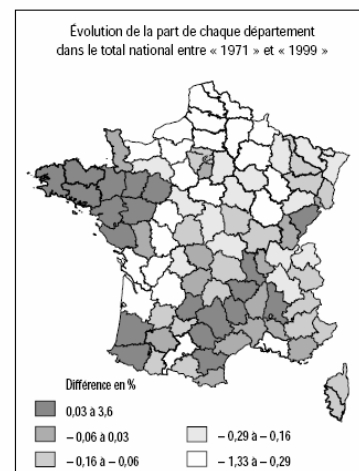 Évolution de la part de chaque département
dans le total national entre « 1971 » et « 1999 »
Différence en %
0,03 à 3,6
– 0,06 à 0,03
– 0,16 à – 0,06
– 0,29 à – 0,16
– 1,33 à – 0,29